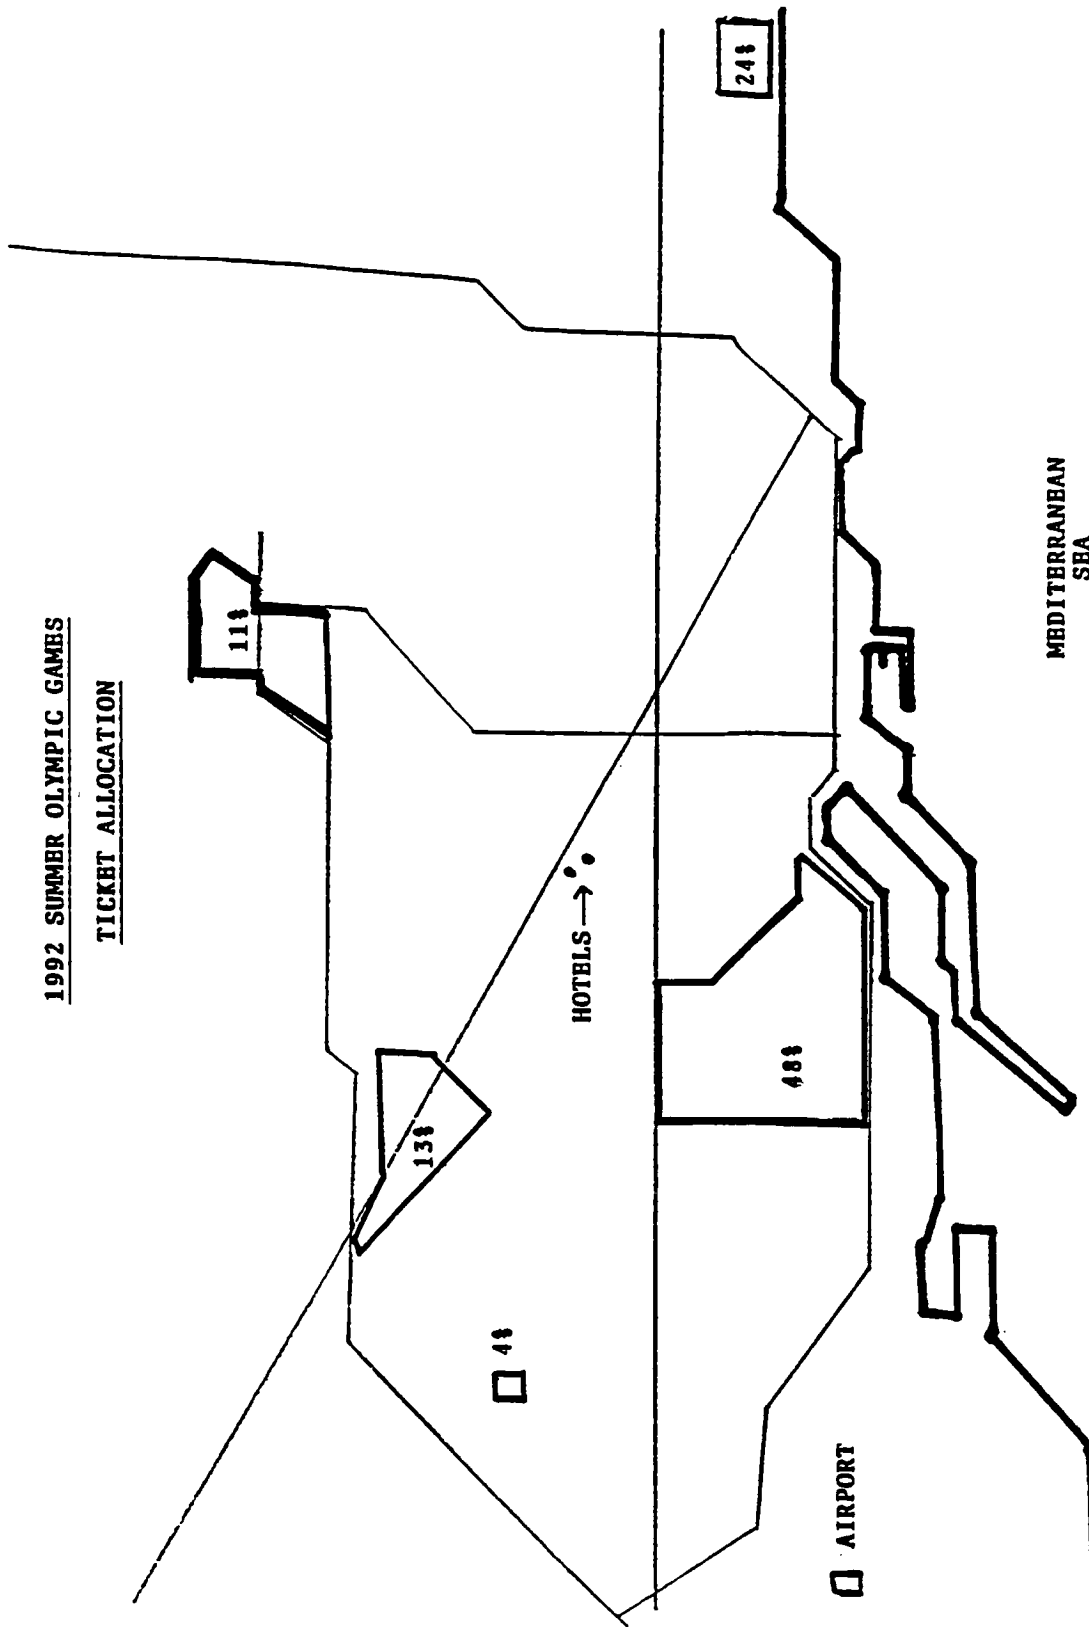 1992 SUMMER OLYMPIC GAMES
TICKET ALLOCATION
11%
13%
4%
HOTELS→
24%
48%
AIRPORT
MEDITERRANEAN
SEA